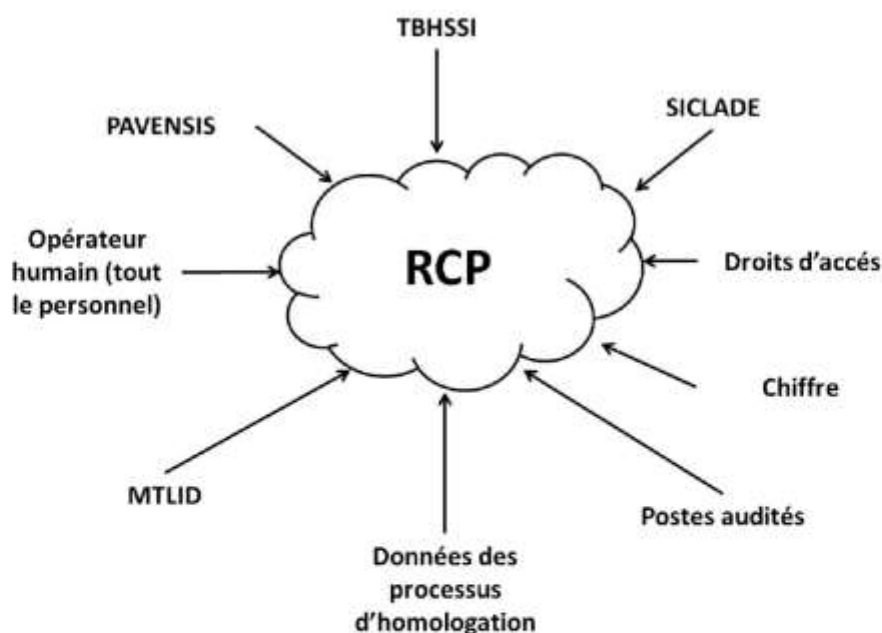 TBHSSI
PAVENSIS
SICLADE
Opérateur
humain (tout
le personnel)
RCP
Droits d'accés
Chiffre
MTLID
Postes audités
Données des
processus
d'homologation